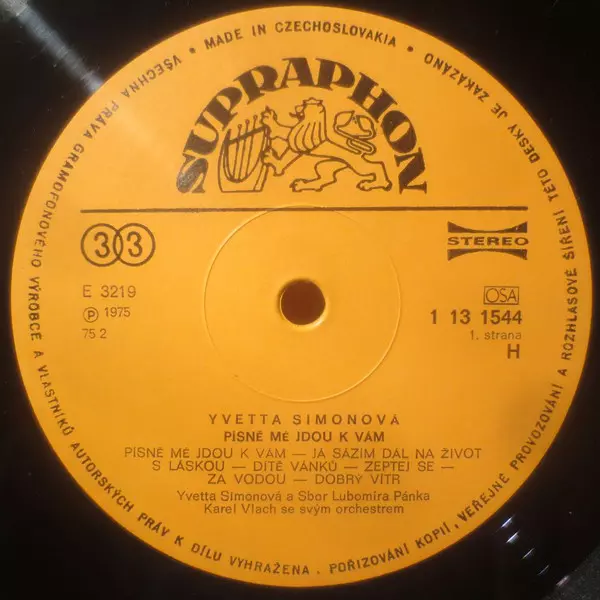 • MADE IN CZECHOSLOVAKIA •
VŠECHNA PRÁVA GRAMOFONOVÉHO VÝROBCE A VLASTNÍKŮ AUTORSKÝCH PRÁV K DÍLU VYHRAŽENA. POŘIZOVÁNÍ KOPIÍ, VEŘEJNÉ PROVOZOVÁNÍ A ROZHLASOVÉ ŠÍŘENÍ TÉTO DESKY JE ZAKÁZÁNO
SUPRAPHON
33
STEREO
E 3219
OSA
Ⓟ 1975
1 13 1544
75 2
1. strana
H
YVETTA SIMONOVÁ
PÍSNĚ MÉ JDOU K VÁM
PÍSNĚ MÉ JDOU K VÁM — JÁ SÁZÍM DÁL NA ŽIVOT
S LÁSKOU — DÍTĚ VÁNKŮ — ZEPTEJ SE —
ZA VODOU — DOBRÝ VÍTR
Yvetta Simonová a Sbor Lubomíra Pánka
Karel Vlach se svým orchestrem